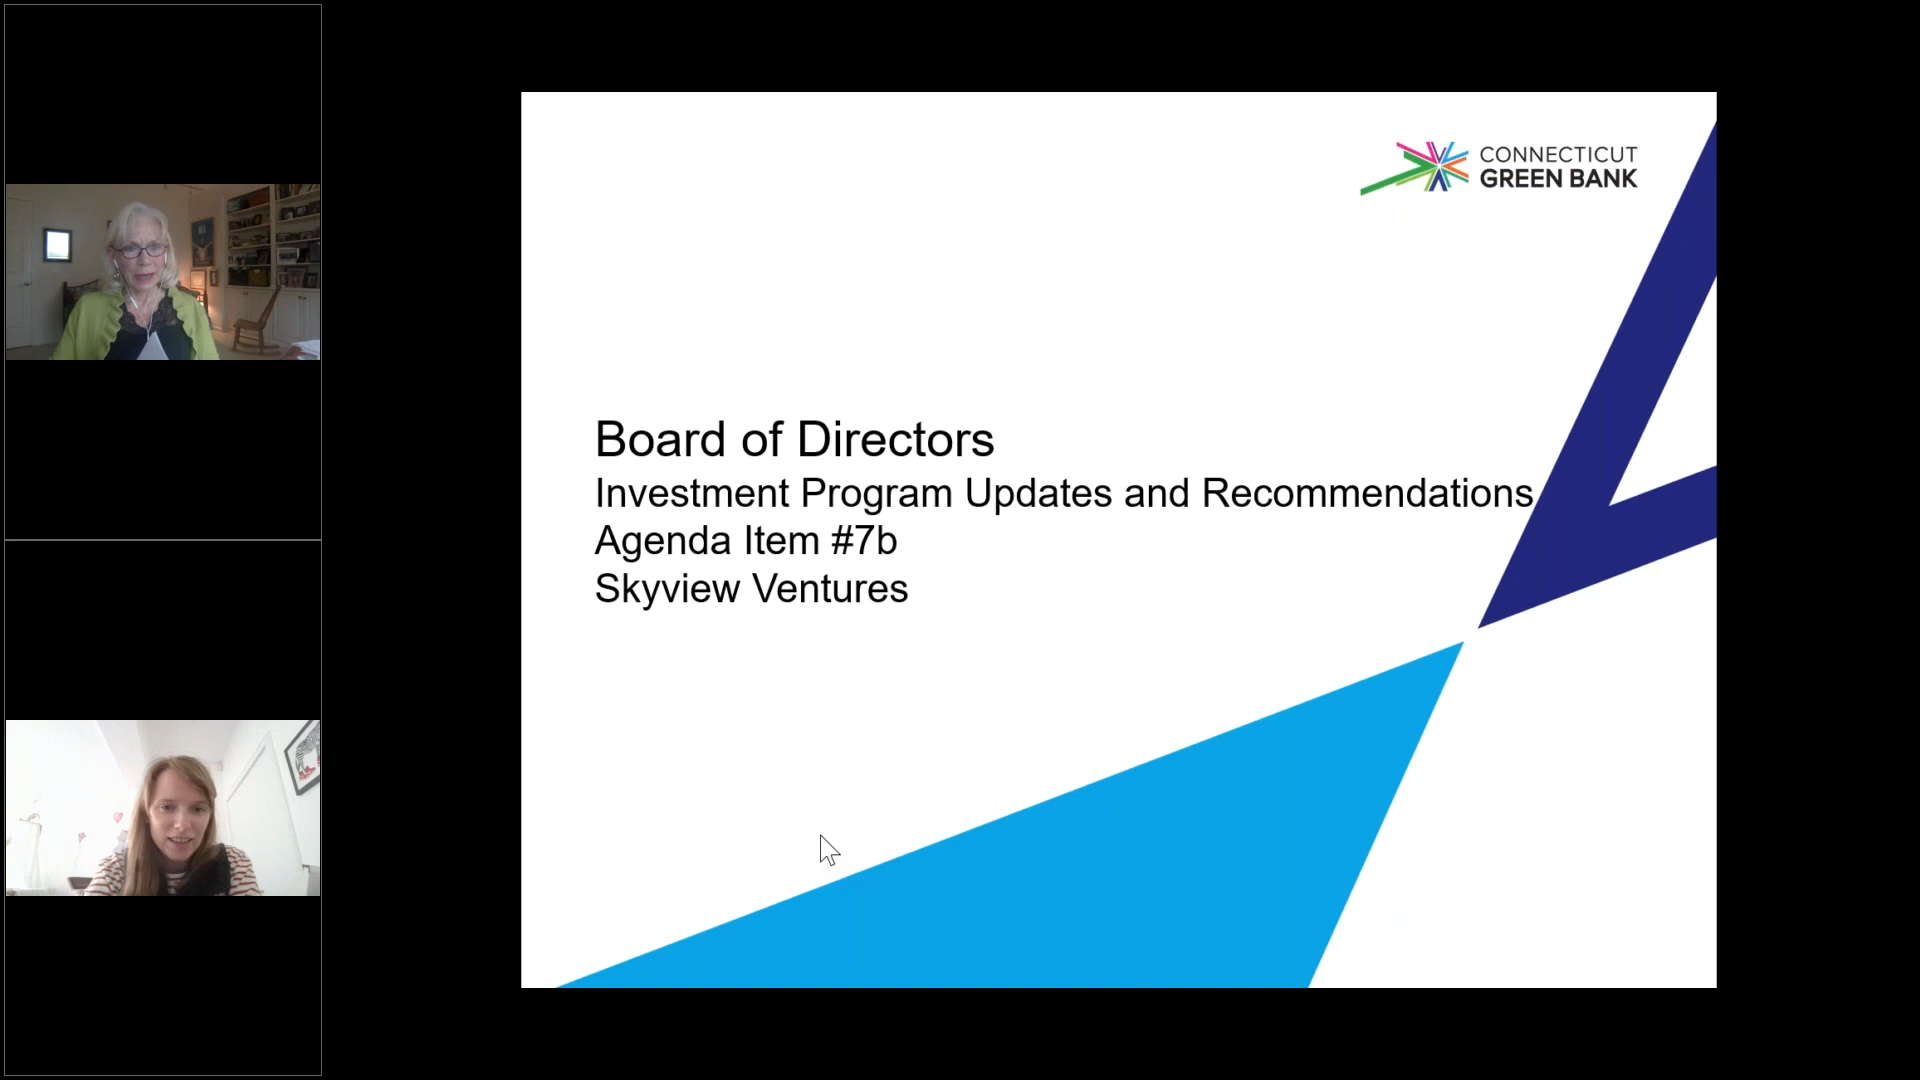 CONNECTICUT
GREEN BANK
Board of Directors
Investment Program Updates and Recommendations
Agenda Item #7b
Skyview Ventures